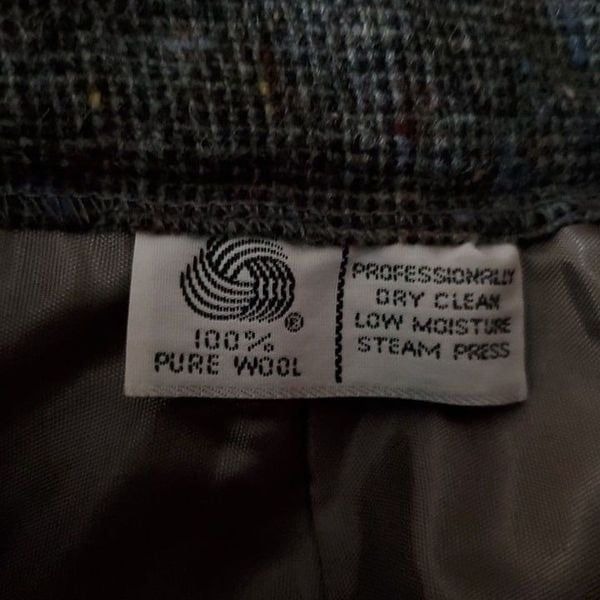 ®
100%
PURE WOOL
PROFESSIONALLY
DRY CLEAN
LOW MOISTURE
STEAM PRESS